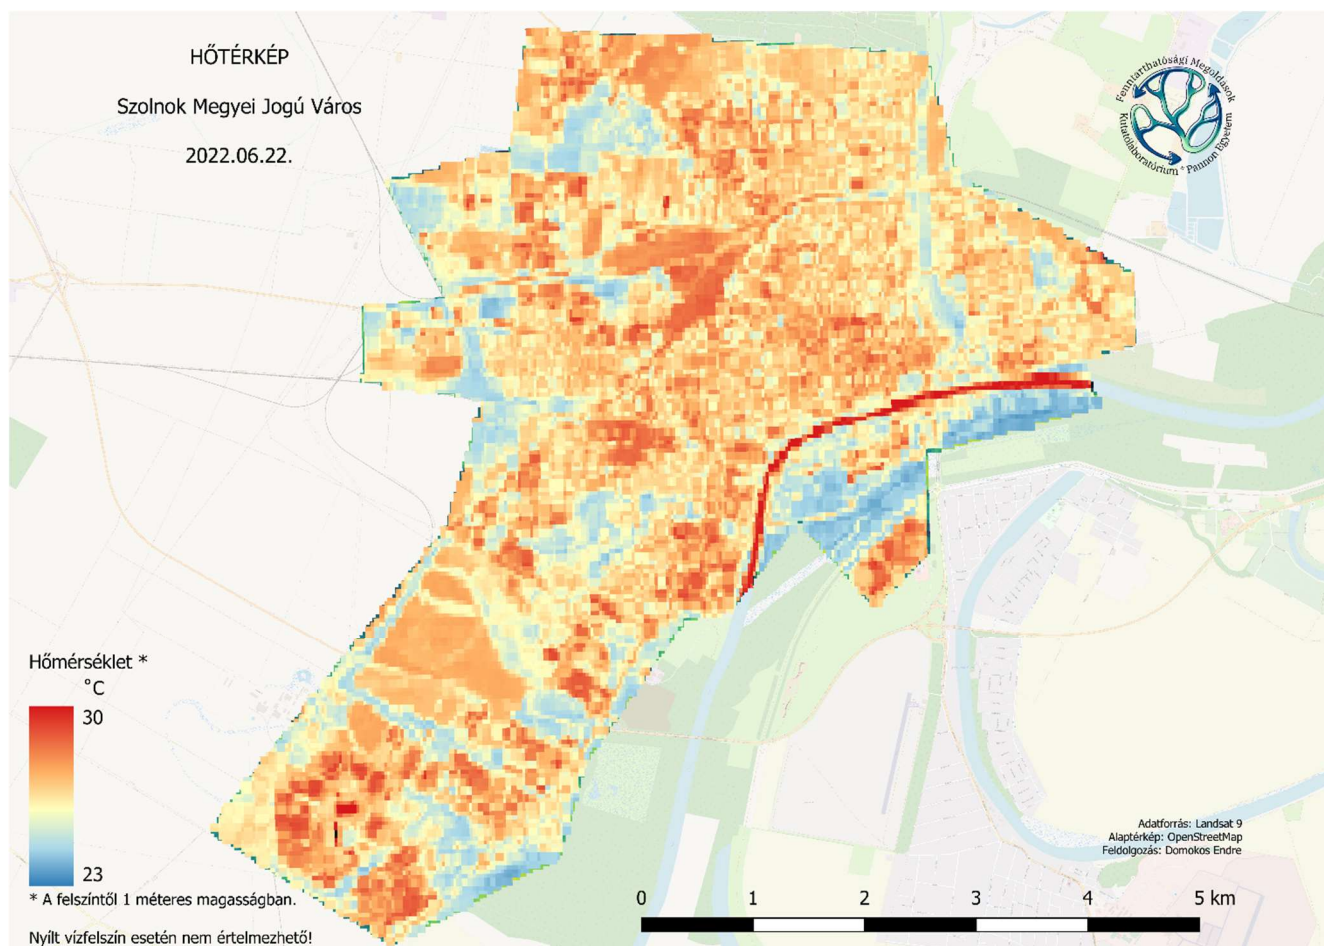 HŐTÉRKÉP
Szolnok Megyei Jogú Város
2022.06.22.
Fenntarthatósági Megoldások
Kutatólaboratórium * Pannon Egyetem
Hőmérséklet *
°C
30
23
* A felszíntől 1 méteres magasságban.
Nyílt vízfelszín esetén nem értelmezhető!
Adatforrás: Landsat 9
Alaptérkép: OpenStreetMap
Feldolgozás: Domokos Endre
0 1 2 3 4 5 km